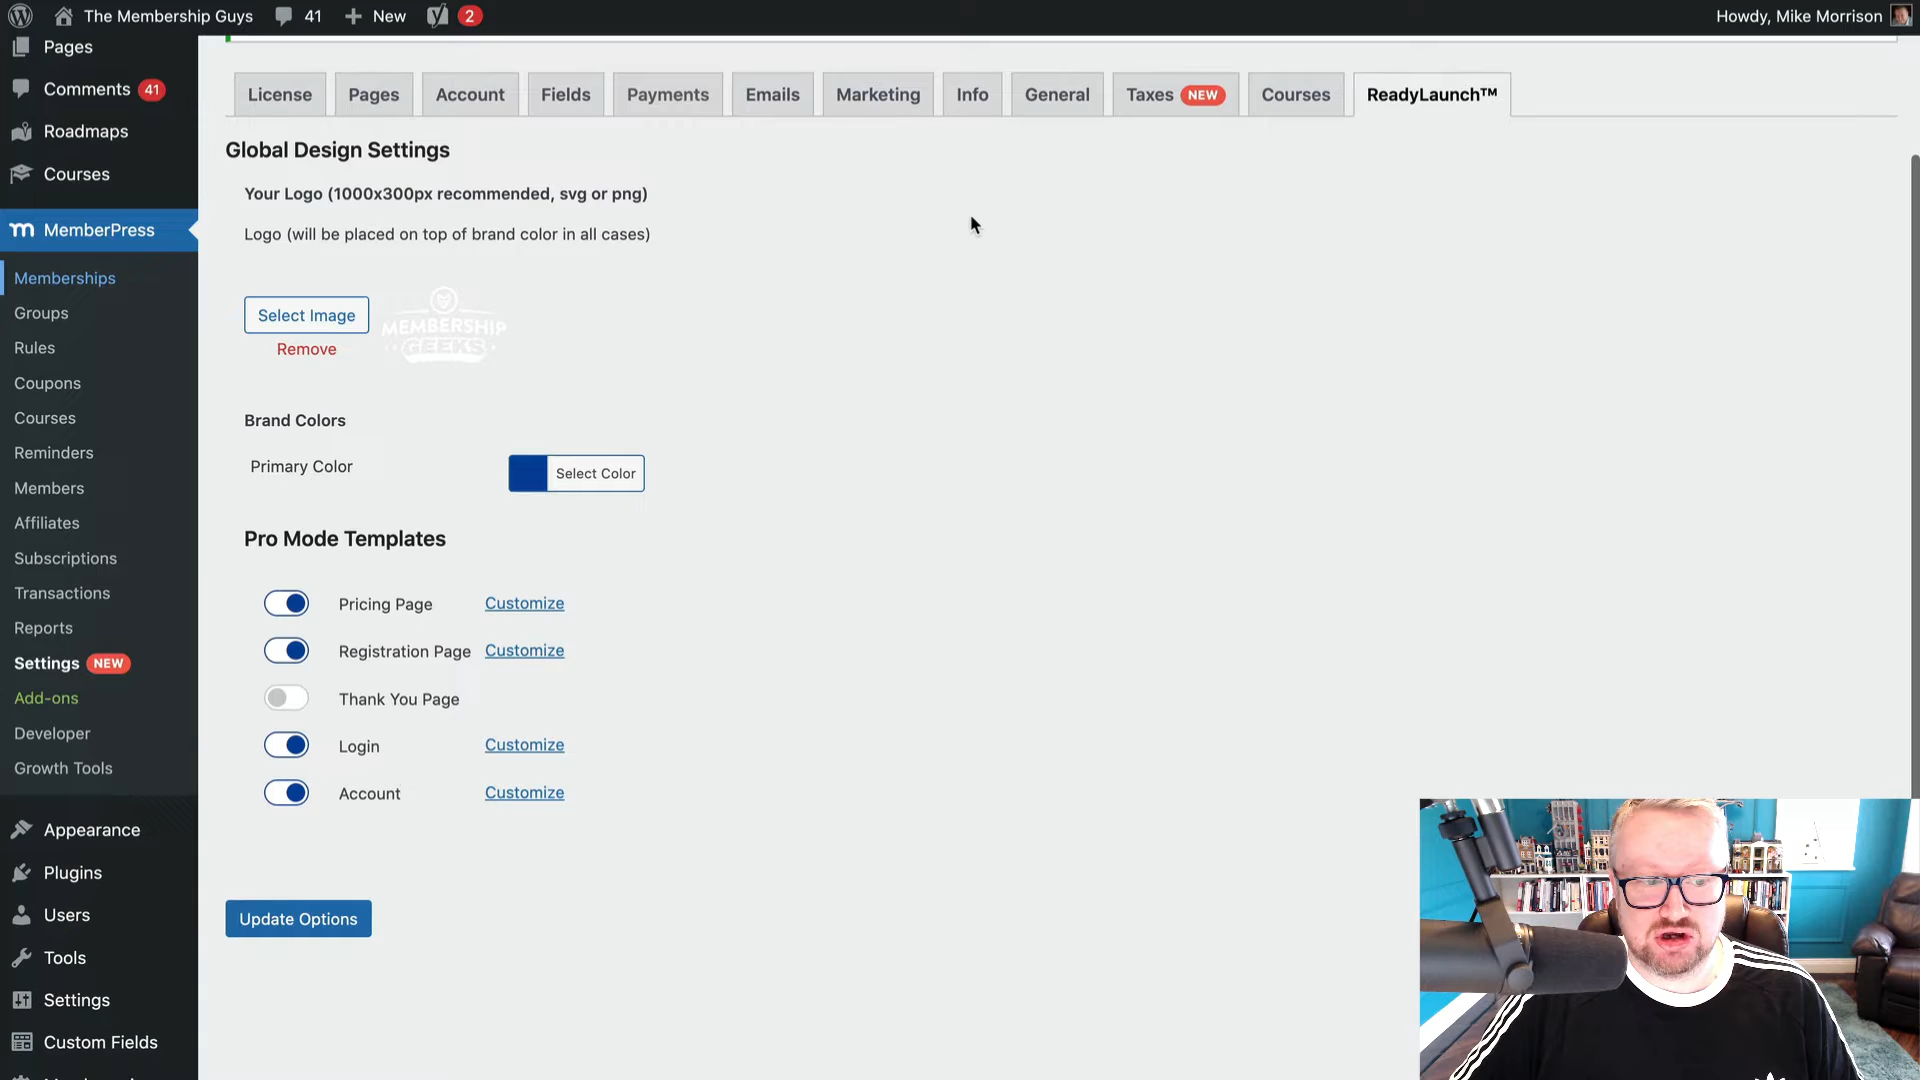 The Membership Guys
41
New
2
Howdy, Mike Morrison
Pages
Comments 41
Roadmaps
Courses
MemberPress
Memberships
Groups
Rules
Coupons
Courses
Reminders
Members
Affiliates
Subscriptions
Transactions
Reports
Settings NEW
Add-ons
Developer
Growth Tools
Appearance
Plugins
Users
Tools
Settings
Custom Fields
License
Pages
Account
Fields
Payments
Emails
Marketing
Info
General
Taxes NEW
Courses
ReadyLaunch™
Global Design Settings
Your Logo (1000x300px recommended, svg or png)
Logo (will be placed on top of brand color in all cases)
Select Image
Remove
MEMBERSHIP
GEEKS
Brand Colors
Primary Color
Select Color
Pro Mode Templates
Pricing Page Customize
Registration Page Customize
Thank You Page
Login Customize
Account Customize
Update Options